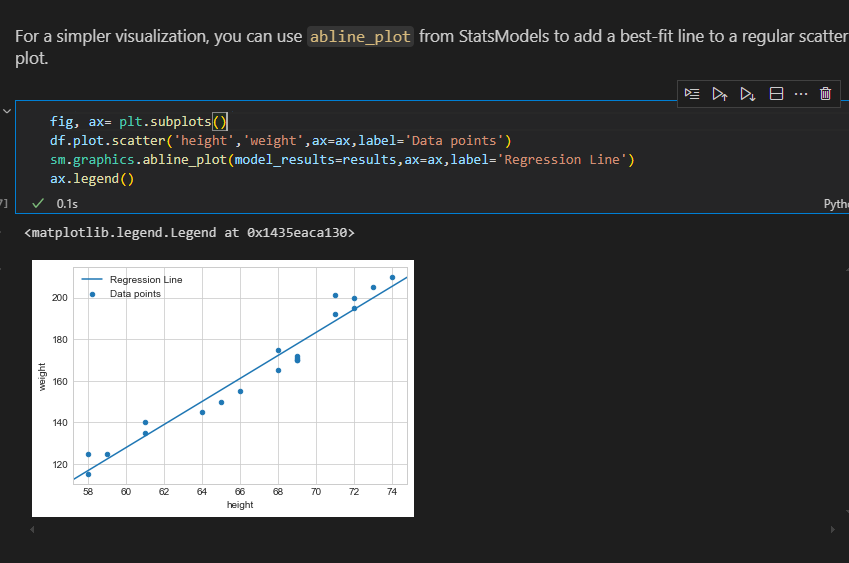 For a simpler visualization, you can use abline_plot from StatsModels to add a best-fit line to a regular scatter
plot.
fig, ax= plt.subplots()
df.plot.scatter('height','weight',ax=ax,label='Data points')
sm.graphics.abline_plot(model_results=results,ax=ax,label='Regression Line')
ax.legend()
7]
0.1s
Pytho
<matplotlib.legend.Legend at 0x1435eaca130>
Regression Line
Data points
200
180
160
140
120
weight
58 60 62 64 66 68 70 72 74
height